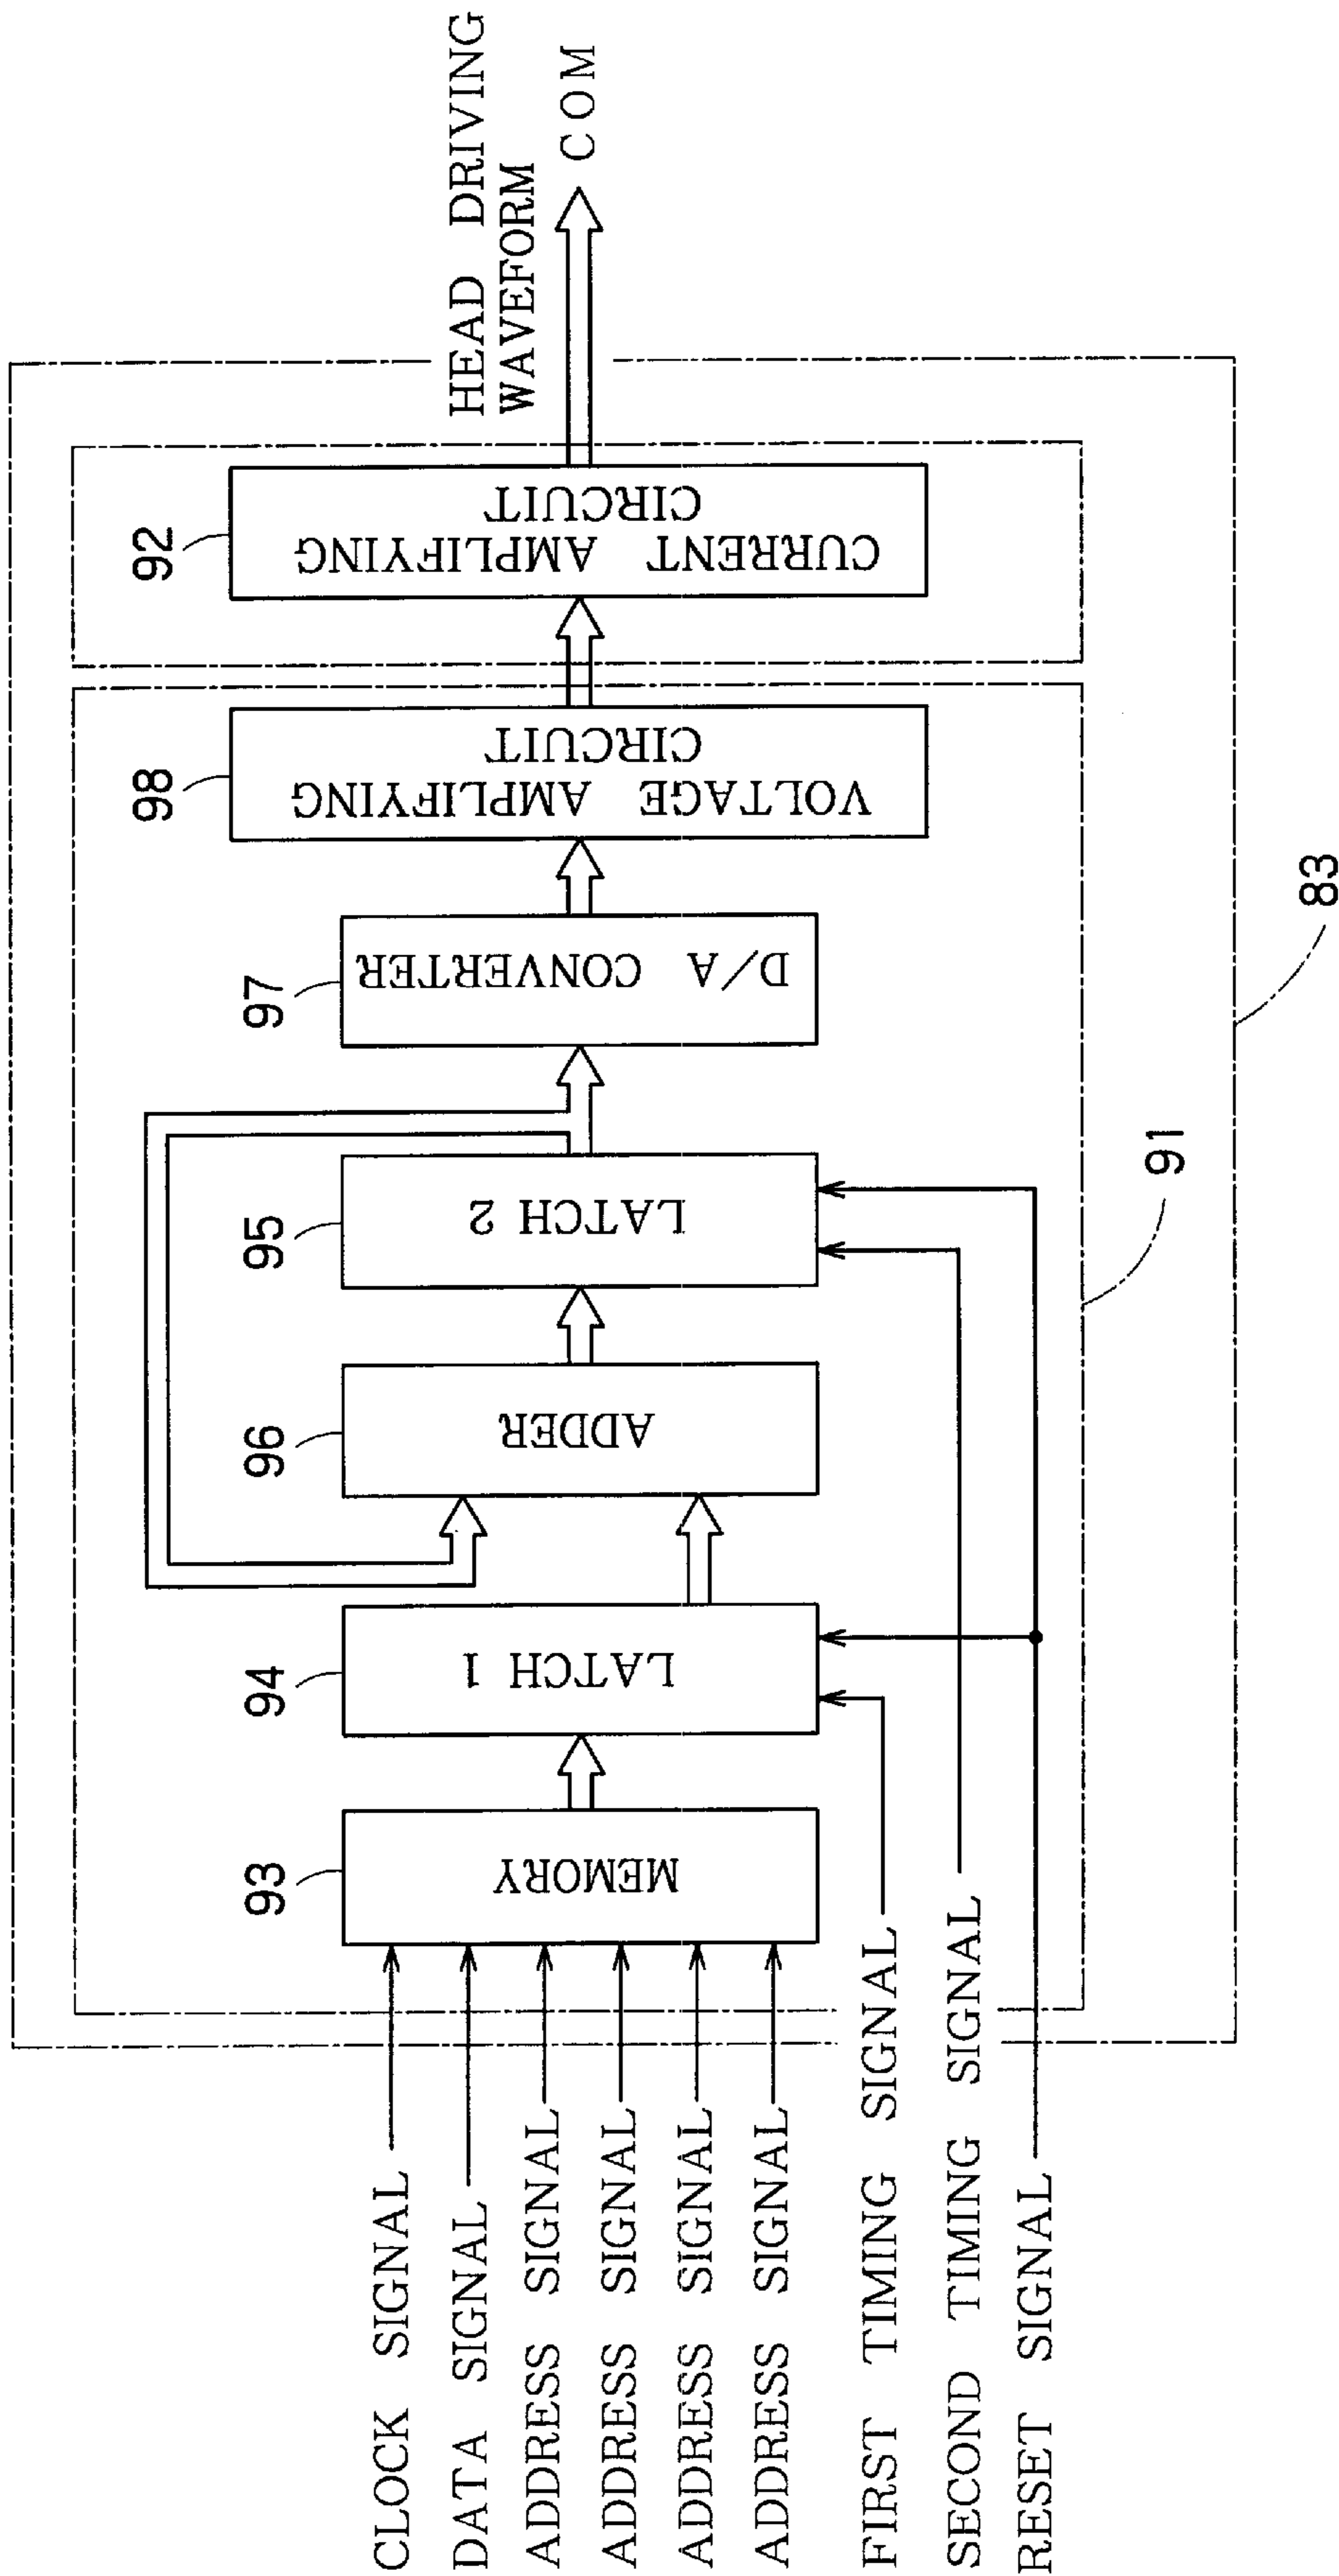 CLOCK SIGNAL
DATA SIGNAL
ADDRESS SIGNAL
ADDRESS SIGNAL
ADDRESS SIGNAL
ADDRESS SIGNAL
FIRST TIMING SIGNAL
SECOND TIMING SIGNAL
RESET SIGNAL
93
MEMORY
94
LATCH 1
96
ADDER
95
LATCH 2
97
D/A CONVERTER
98
VOLTAGE AMPLIFYING
CIRCUIT
92
CURRENT AMPLIFYING
CIRCUIT
HEAD DRIVING
WAVEFORM
COM
91
83